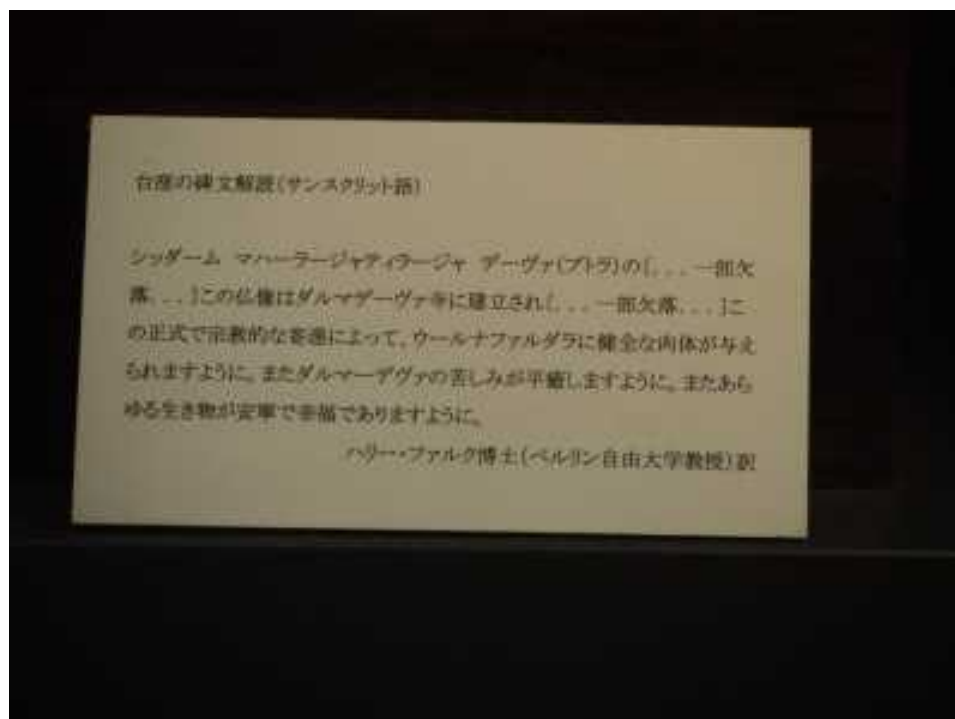 台座の碑文解読(サンスクリット語)
シッダーム マハーラージャティラージャ デーヴァ(プトラ)の[...一部欠
落...]この仏像はダルマデーヴァ寺に建立され[...一部欠落...]こ
の正式で宗教的な寄進によって、ウールナファルダラに健全な肉体が与え
られますように。またダルマーデヴァの苦しみが平癒しますように。またあら
ゆる生き物が安寧で幸福でありますように。
ハリー・ファルク博士(ベルリン自由大学教授)訳